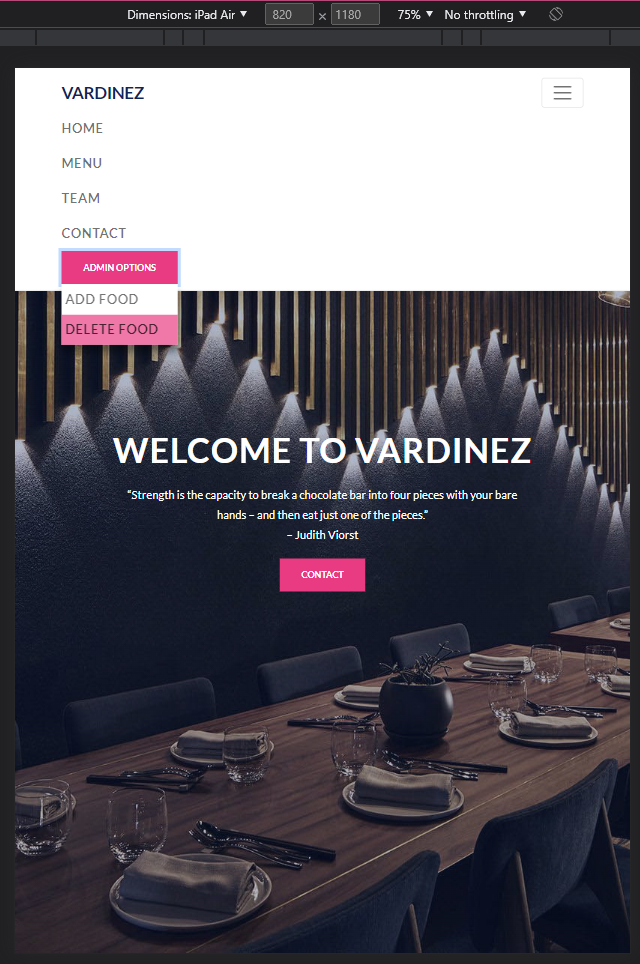 Dimensions: iPad Air ▼ 820 × 1180 75% ▼ No throttling ▼
VARDINEZ
HOME
MENU
TEAM
CONTACT
ADMIN OPTIONS
ADD FOOD
DELETE FOOD
WELCOME TO VARDINEZ
“Strength is the capacity to break a chocolate bar into four pieces with your bare
hands – and then eat just one of the pieces.”
– Judith Viorst
CONTACT